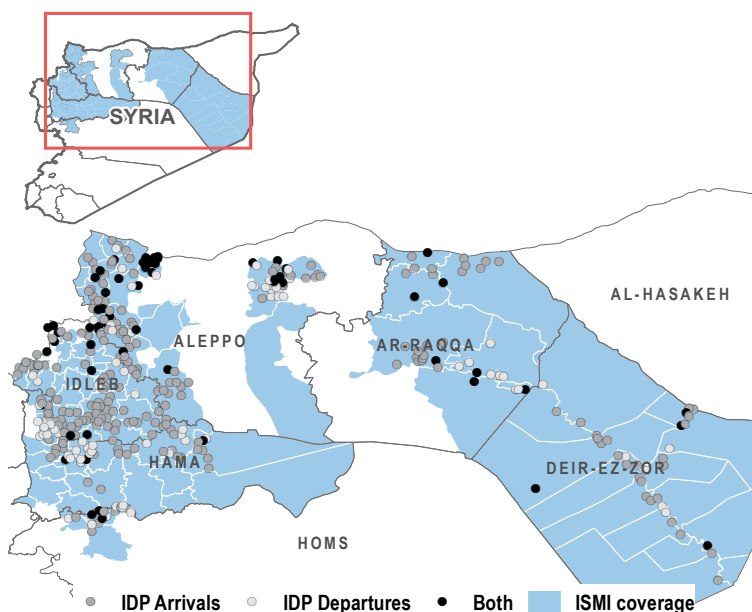 SYRIA
AL-HASAKEH
ALEPPO
AR-RAQQA
IDLEB
HAMA
DEIR-EZ-ZOR
HOMS
IDP Arrivals IDP Departures Both ISMI coverage